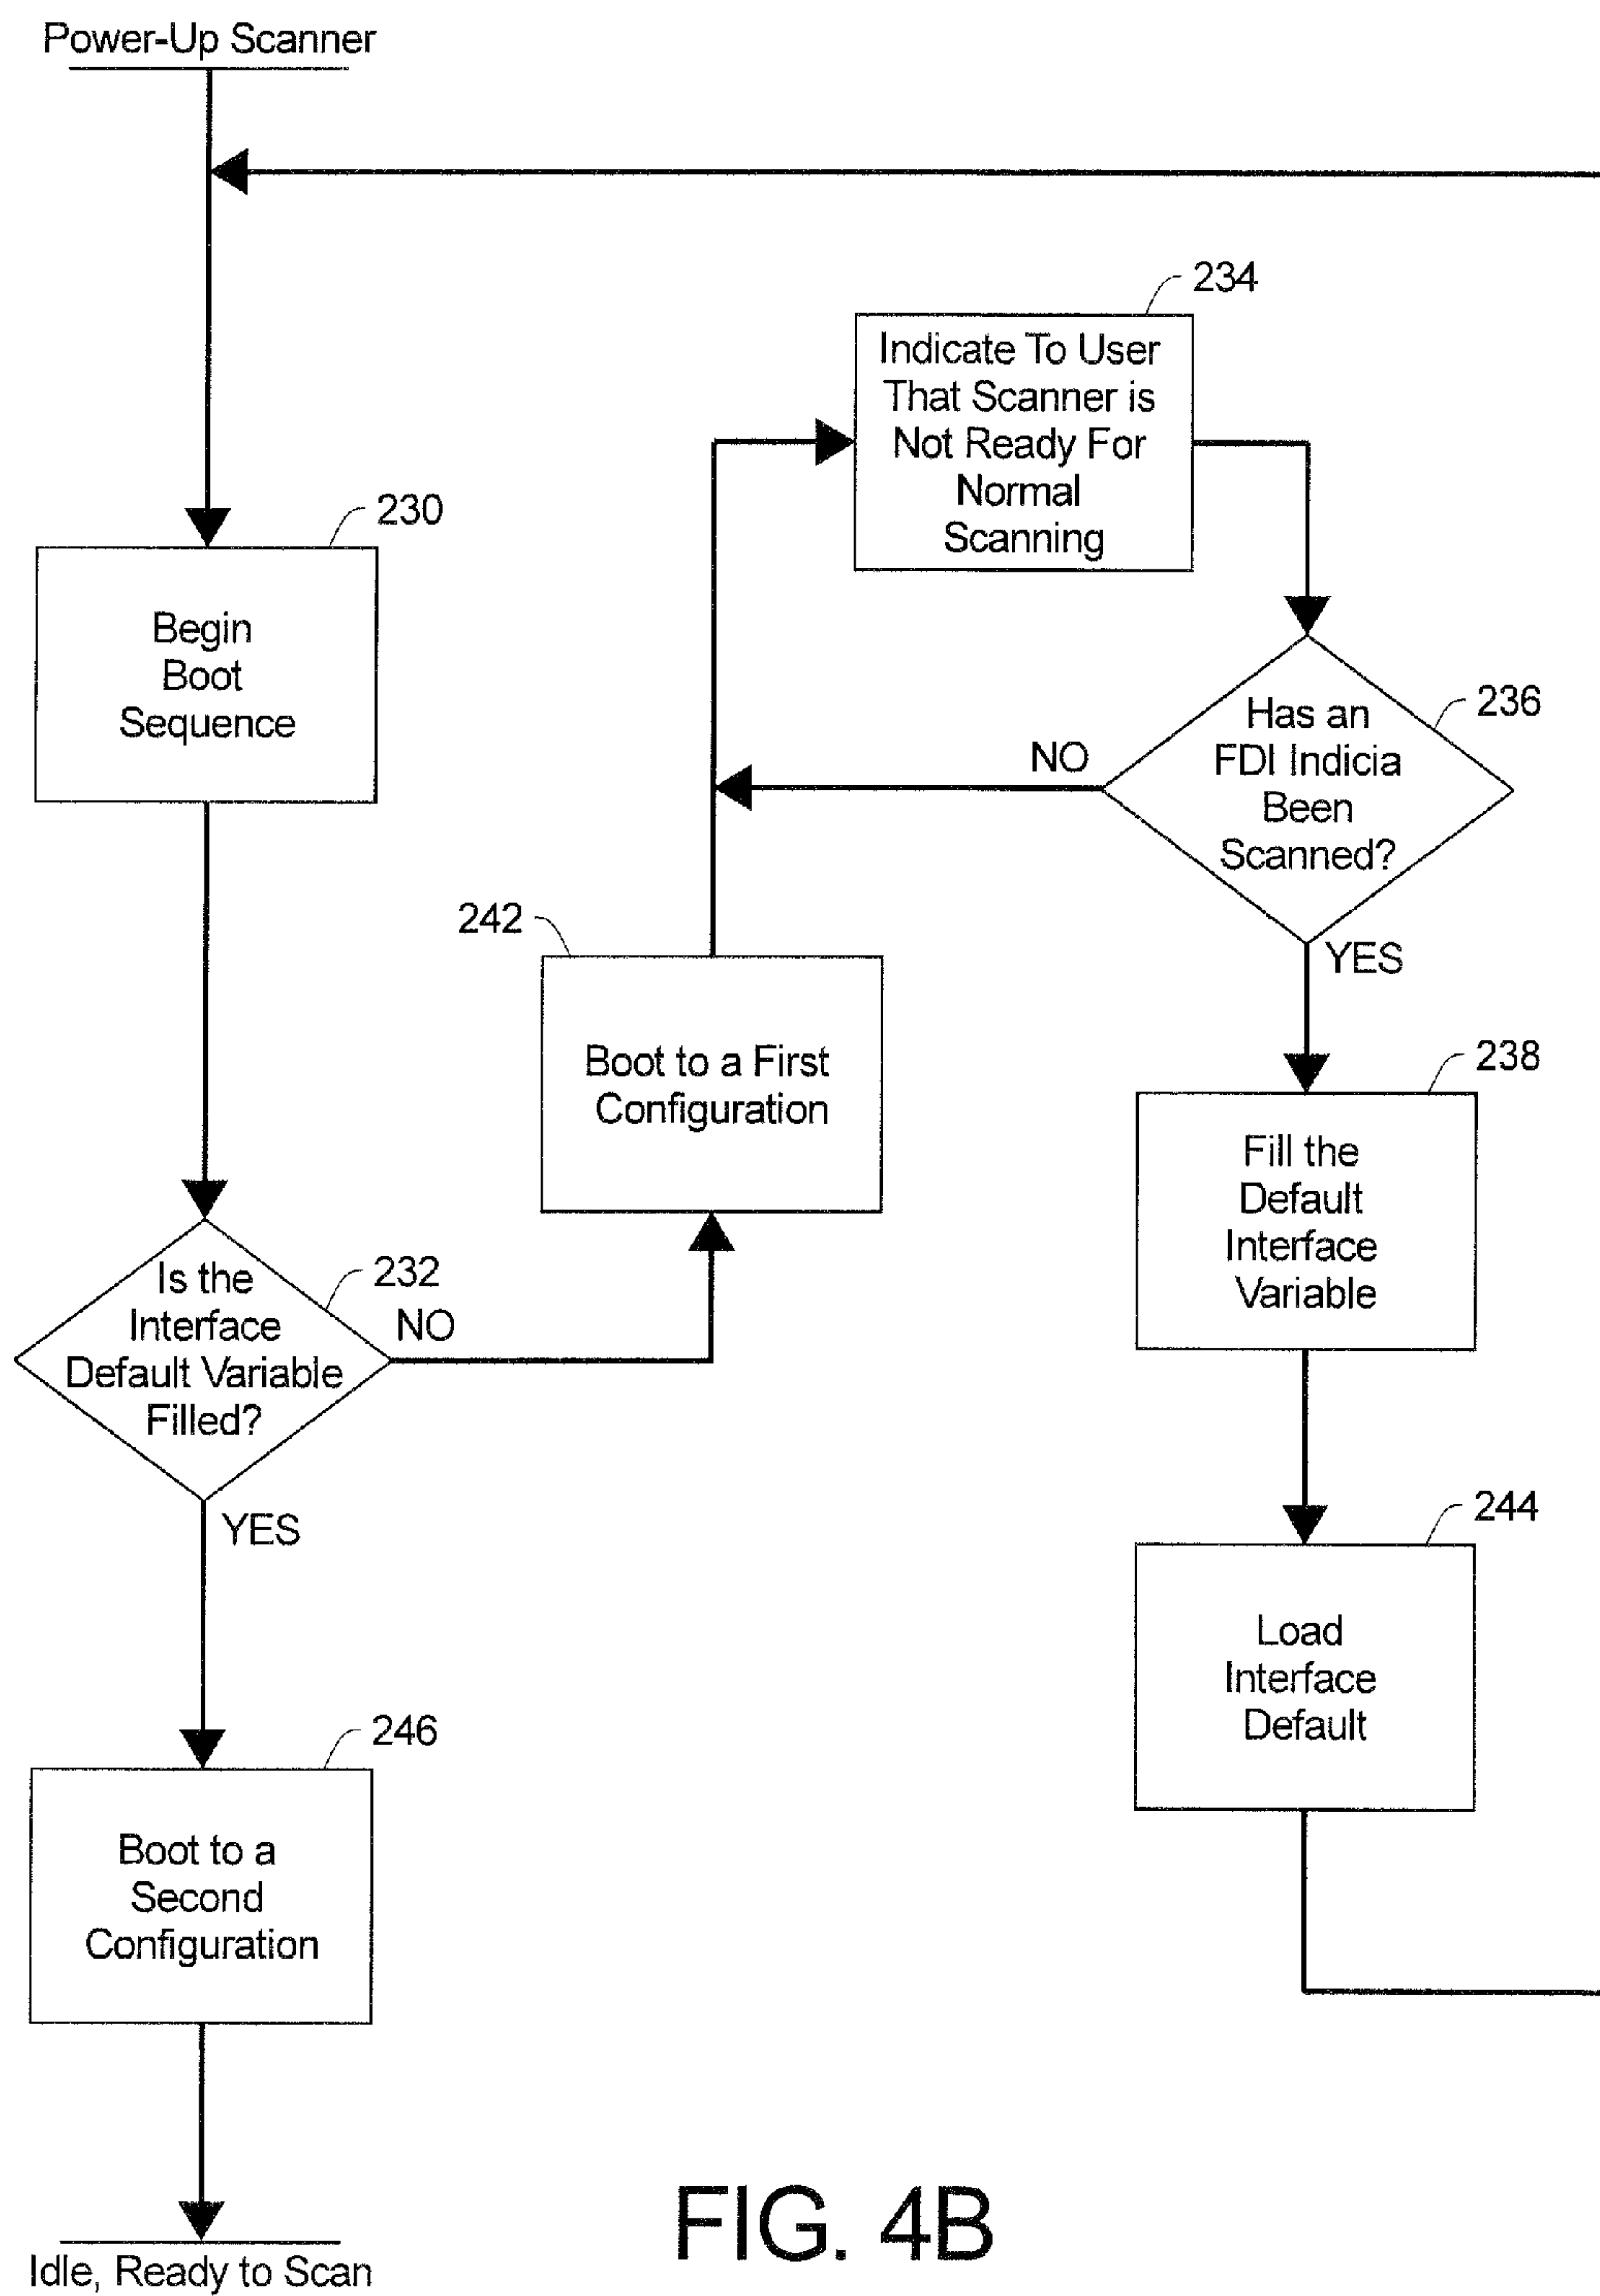 Power-Up Scanner
234
Indicate To User
That Scanner is
Not Ready For
Normal
Scanning
230
Begin
Boot
Sequence
236
Has an
FDI Indicia
Been
Scanned?
NO
YES
242
Boot to a First
Configuration
238
Fill the
Default
Interface
Variable
232
Is the
Interface
Default Variable
Filled?
NO
YES
244
Load
Interface
Default
246
Boot to a
Second
Configuration
Idle, Ready to Scan
FIG. 4B